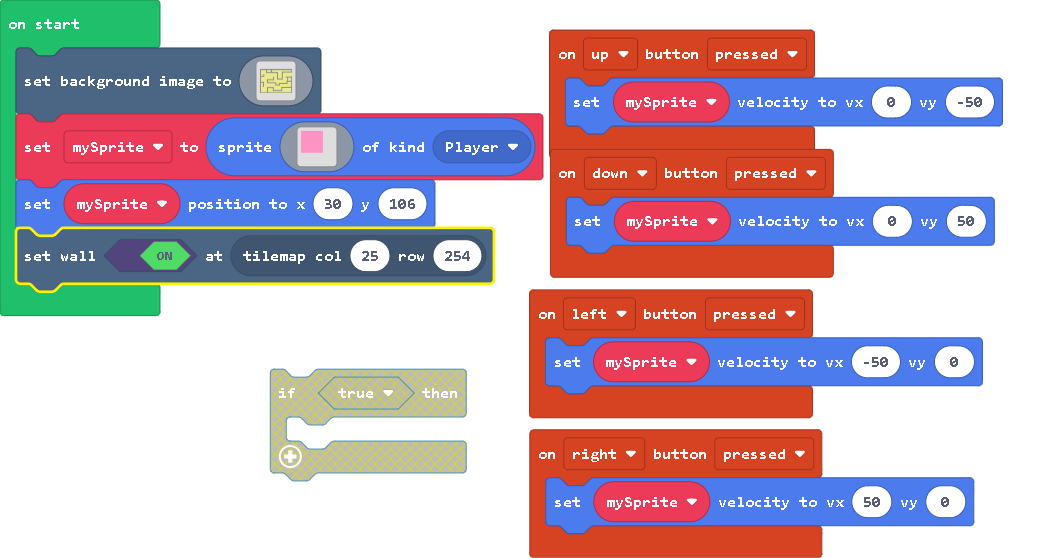 on start
set background image to
set mySprite to sprite of kind Player
set mySprite position to x 30 y 106
set wall ON at tilemap col 25 row 254
if true then
on up button pressed
set mySprite velocity to vx 0 vy -50
on down button pressed
set mySprite velocity to vx 0 vy 50
on left button pressed
set mySprite velocity to vx -50 vy 0
on right button pressed
set mySprite velocity to vx 50 vy 0